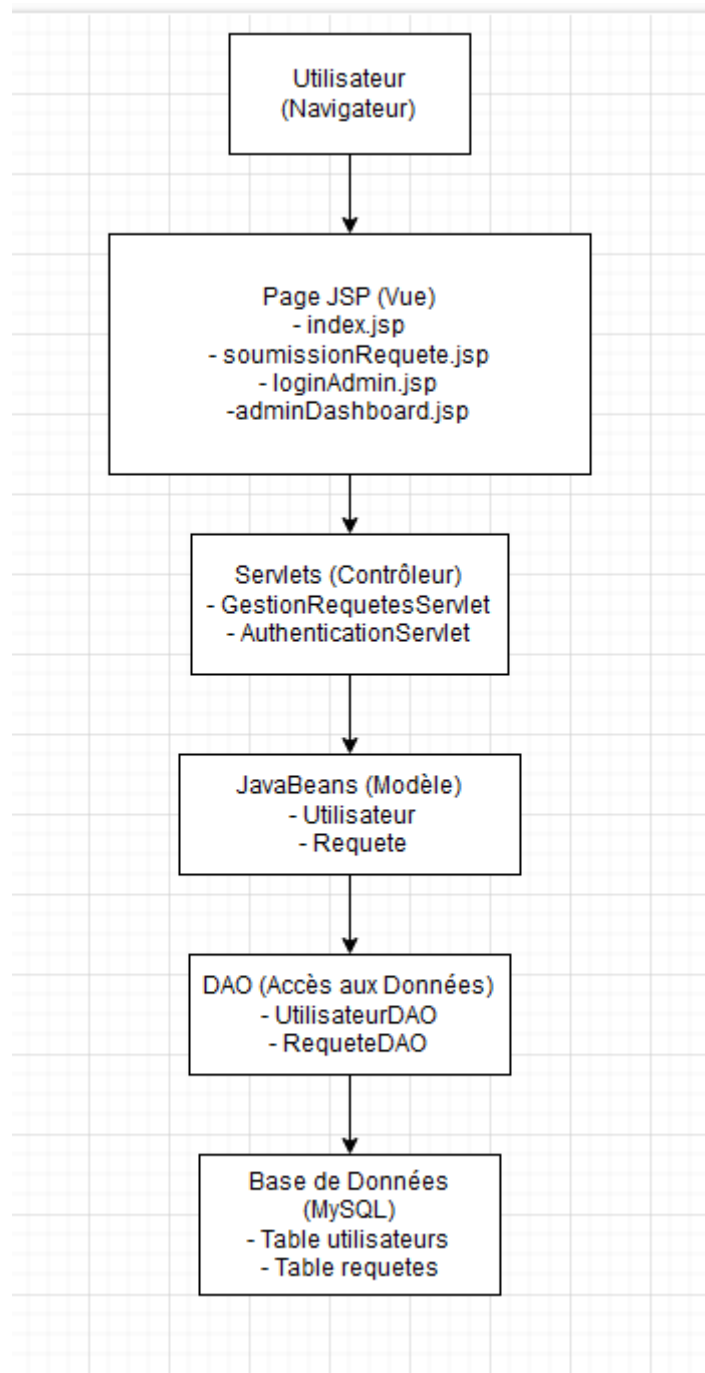 Utilisateur
(Navigateur)
Page JSP (Vue)
- index.jsp
- soumissionRequete.jsp
- loginAdmin.jsp
-adminDashboard.jsp
Servlets (Contrôleur)
- GestionRequetesServlet
- AuthenticationServlet
JavaBeans (Modèle)
- Utilisateur
- Requete
DAO (Accès aux Données)
- UtilisateurDAO
- RequeteDAO
Base de Données
(MySQL)
- Table utilisateurs
- Table requetes